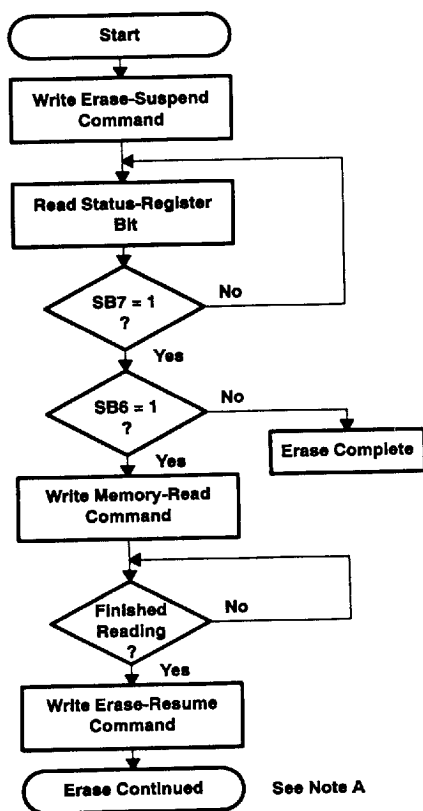 Start
Write Erase-Suspend
Command
Read Status-Register
Bit
SB7 = 1
?
No
Yes
SB6 = 1
?
No
Erase Complete
Yes
Write Memory-Read
Command
Finished
Reading
?
No
Yes
Write Erase-Resume
Command
Erase Continued
See Note A